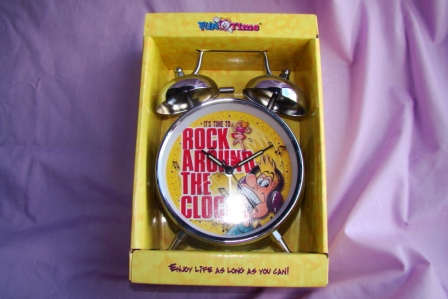 FUN Time
IT'S TIME TO
ROCK
AROUND
THE
CLOCK
ENJOY LIFE AS LONG AS YOU CAN!